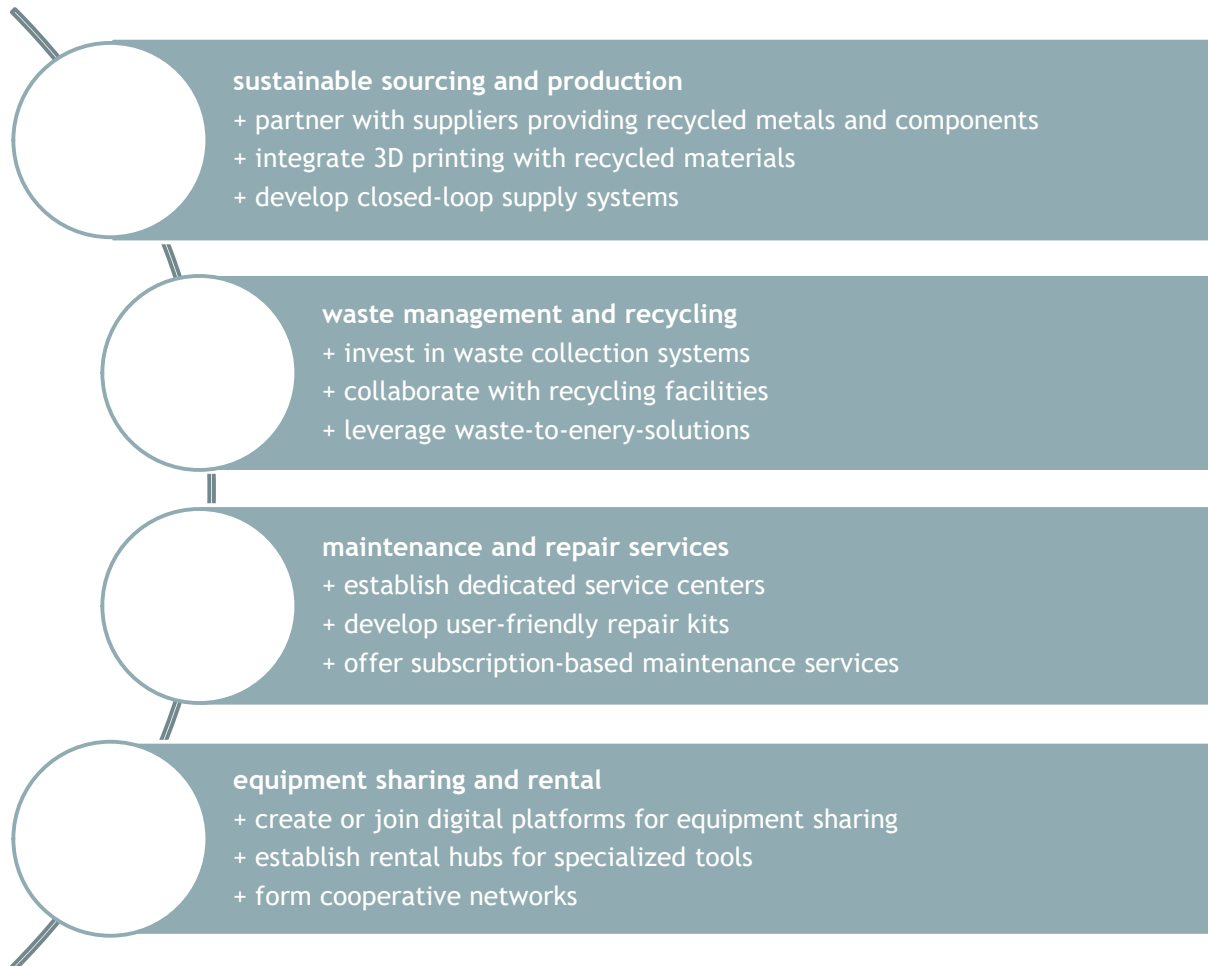 sustainable sourcing and production
+ partner with suppliers providing recycled metals and components
+ integrate 3D printing with recycled materials
+ develop closed-loop supply systems
waste management and recycling
+ invest in waste collection systems
+ collaborate with recycling facilities
+ leverage waste-to-enery-solutions
maintenance and repair services
+ establish dedicated service centers
+ develop user-friendly repair kits
+ offer subscription-based maintenance services
equipment sharing and rental
+ create or join digital platforms for equipment sharing
+ establish rental hubs for specialized tools
+ form cooperative networks